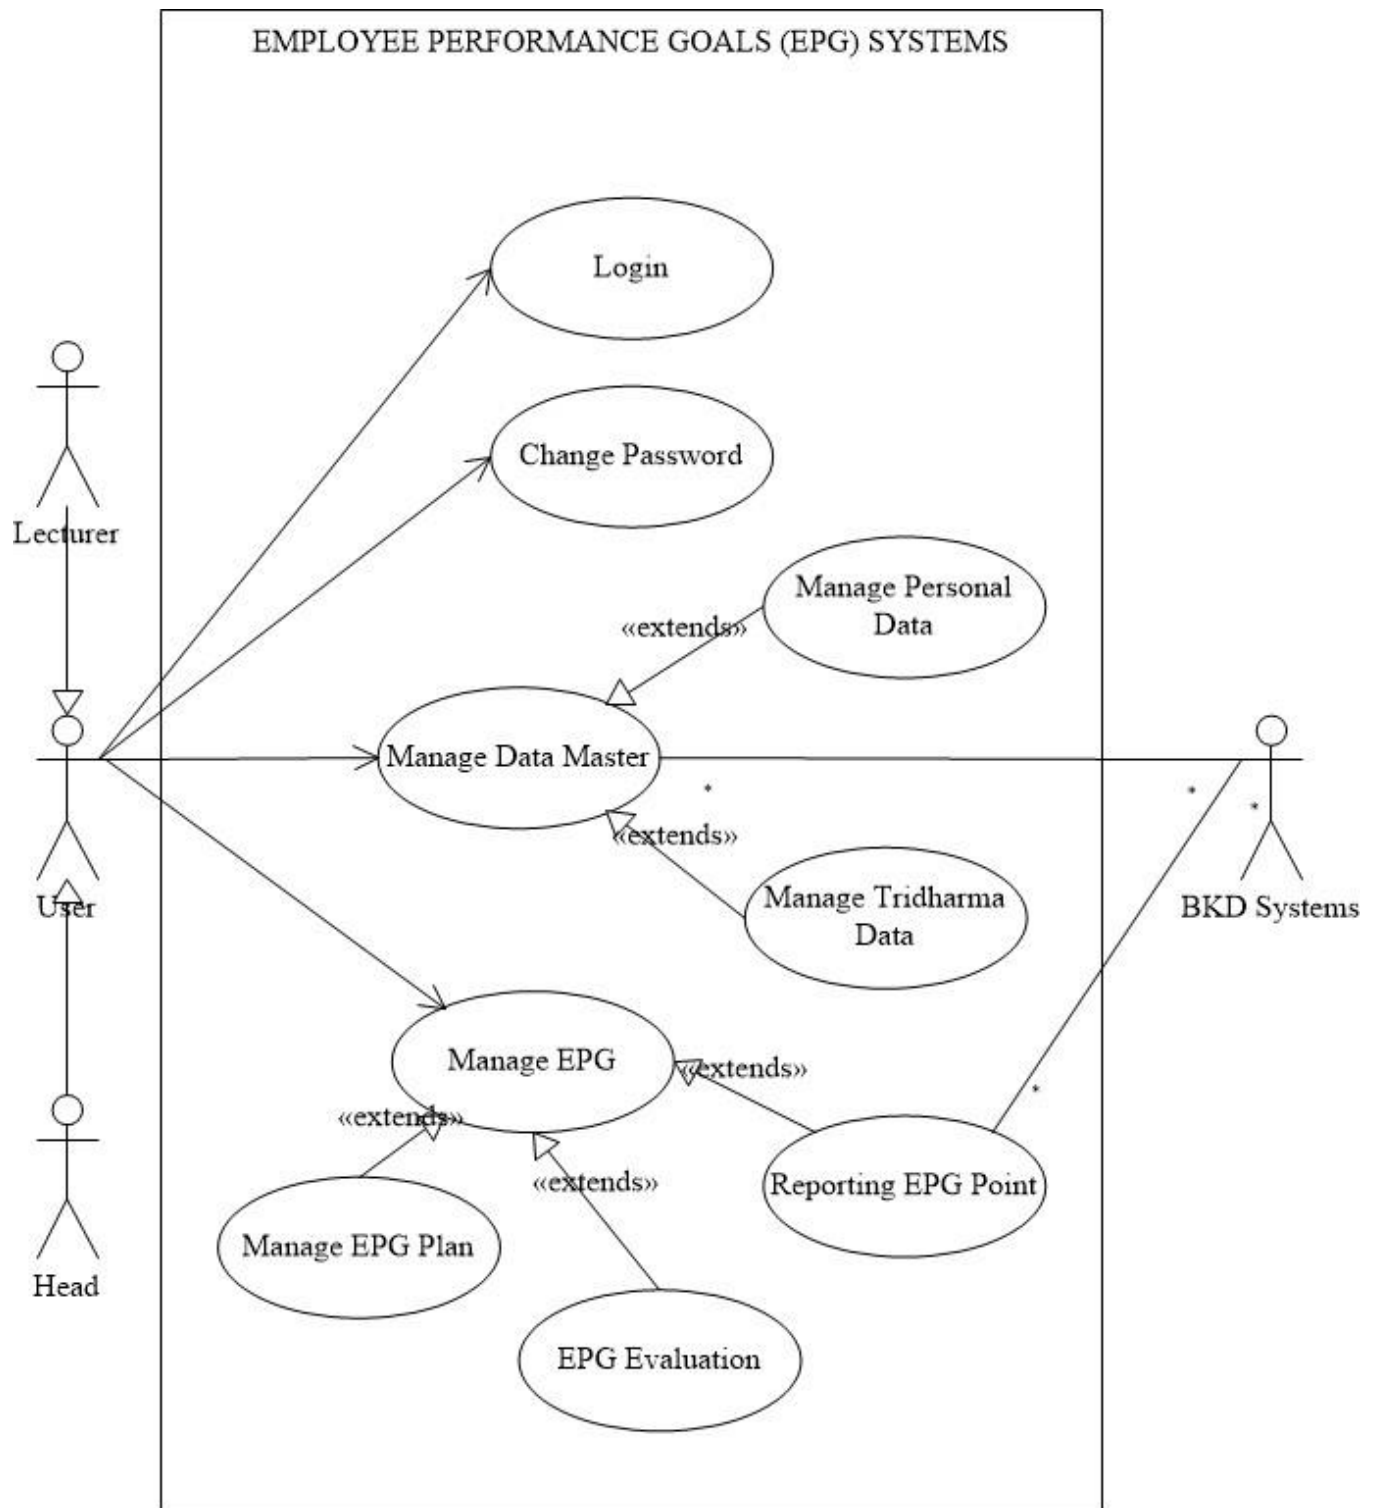 EMPLOYEE PERFORMANCE GOALS (EPG) SYSTEMS
Login
Change Password
Lecturer
Manage Personal
Data
«extends»
Manage Data Master
*
*
*
«extends»
Manage Tridharma
Data
User
BKD Systems
Manage EPG
«extends»
*
«extends»
Reporting EPG Point
«extends»
Manage EPG Plan
Head
EPG Evaluation